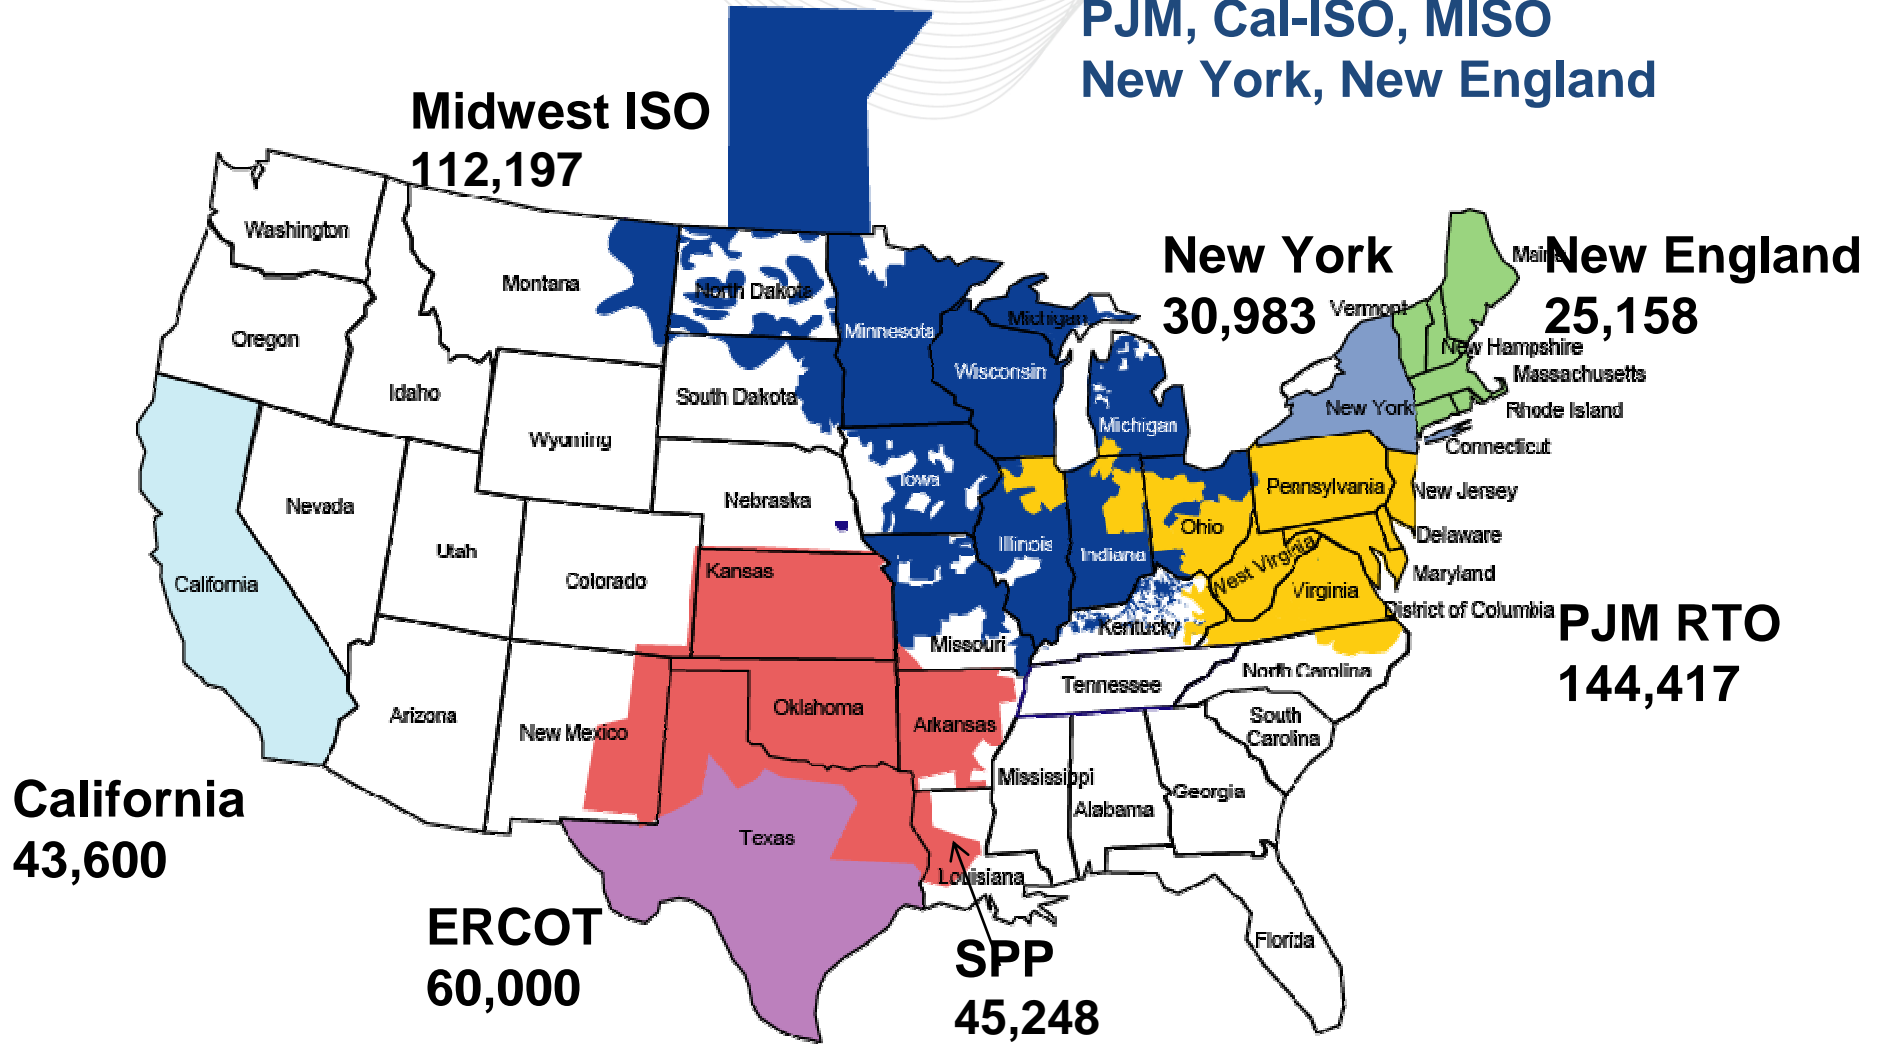 PJM, Cal-ISO, MISO
New York, New England
Midwest ISO
112,197
New York
30,983
New England
25,158
PJM RTO
144,417
California
43,600
ERCOT
60,000
SPP
45,248
Washington
Oregon
Idaho
Montana
North Dakota
South Dakota
Minnesota
Wisconsin
Michigan
Michigan
Wyoming
Nebraska
Iowa
Nevada
Utah
Colorado
California
Arizona
New Mexico
Kansas
Oklahoma
Texas
Missouri
Arkansas
Louisiana
Illinois
Indiana
Ohio
Kentucky
Tennessee
Mississippi
Alabama
Georgia
Florida
South
Carolina
North Carolina
Virginia
West Virginia
Pennsylvania
New York
Vermont
Maine
New Hampshire
Massachusetts
Rhode Island
Connecticut
New Jersey
Delaware
Maryland
District of Columbia